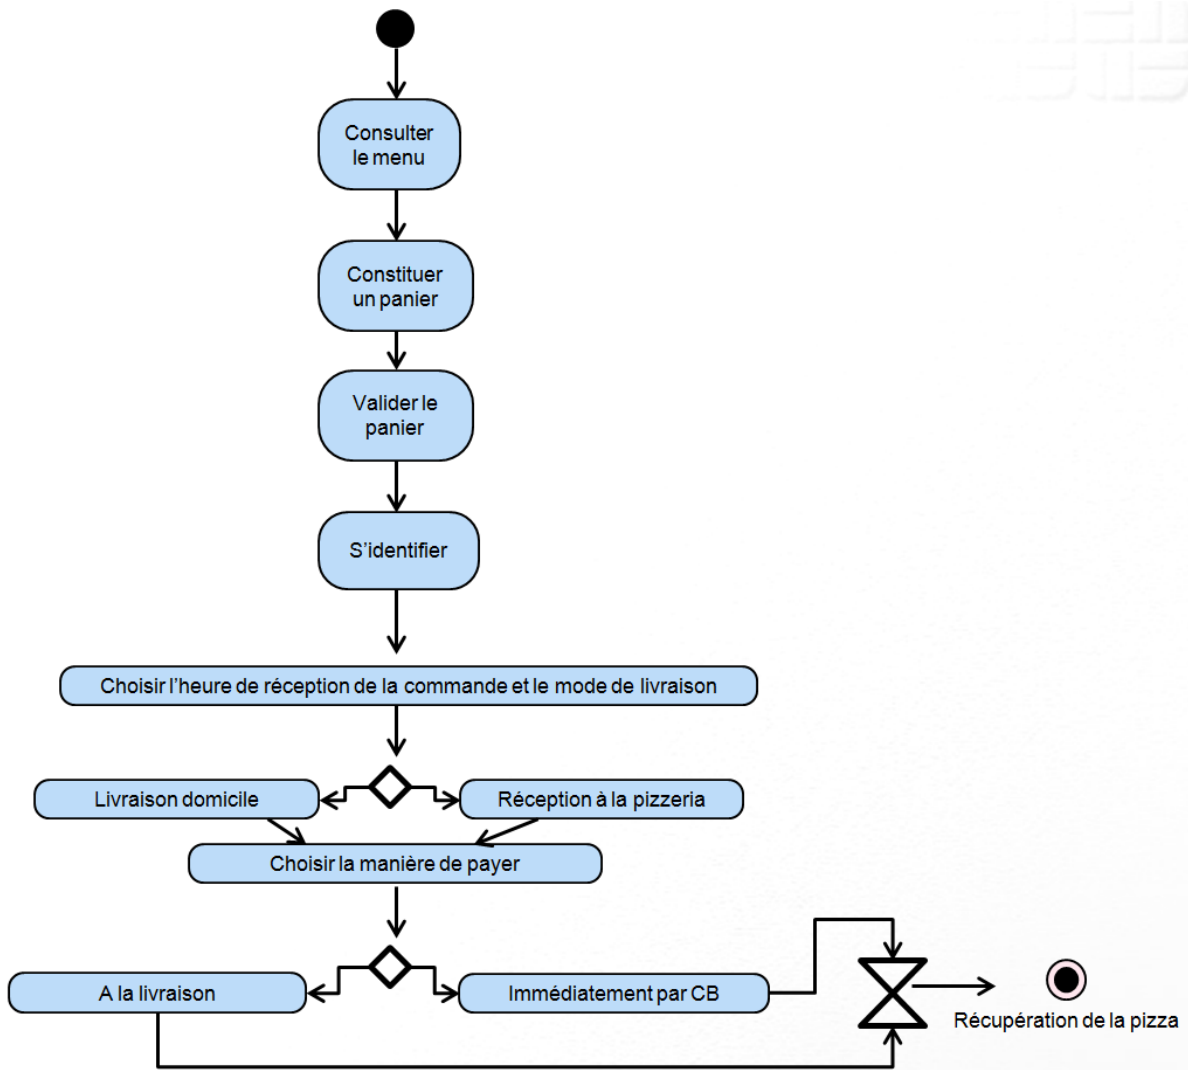 Consulter
le menu
Constituer
un panier
Valider le
panier
S'identifier
Choisir l'heure de réception de la commande et le mode de livraison
Livraison domicile
Réception à la pizzeria
Choisir la manière de payer
A la livraison
Immédiatement par CB
Récupération de la pizza